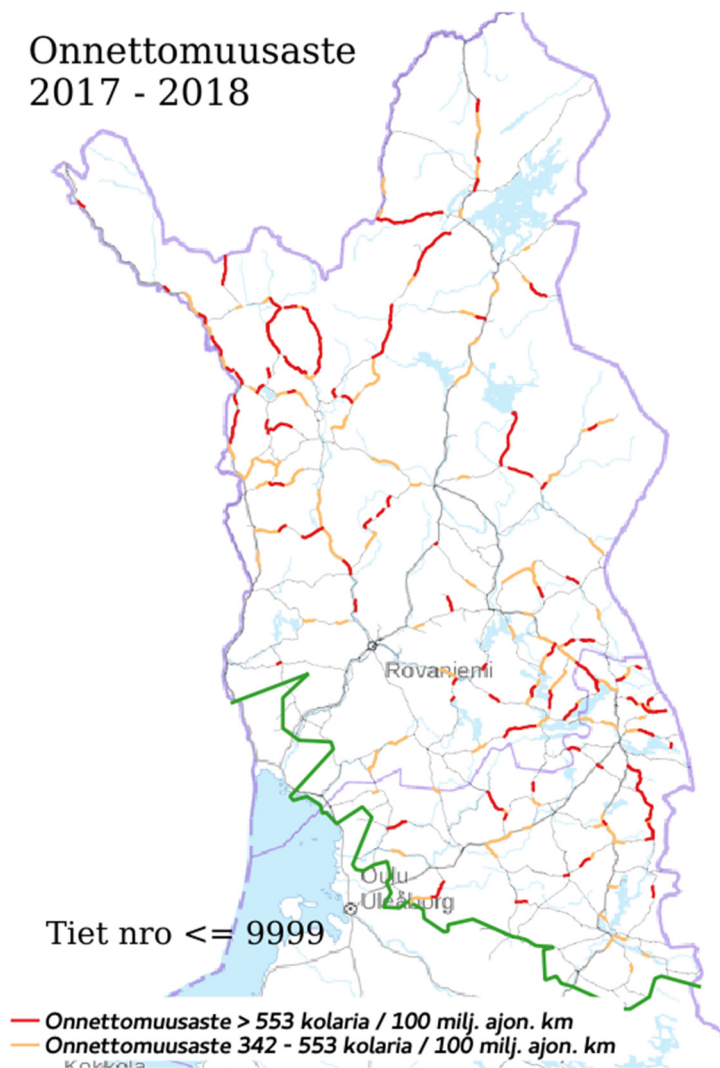 Onnettomuusaste
2017 - 2018
Rovaniemi
Oulu
Uleåborg
Tiet nro <= 9999
Onnettomuusaste > 553 kolaria / 100 milj. ajon. km
Onnettomuusaste 342 - 553 kolaria / 100 milj. ajon. km
Kokkola